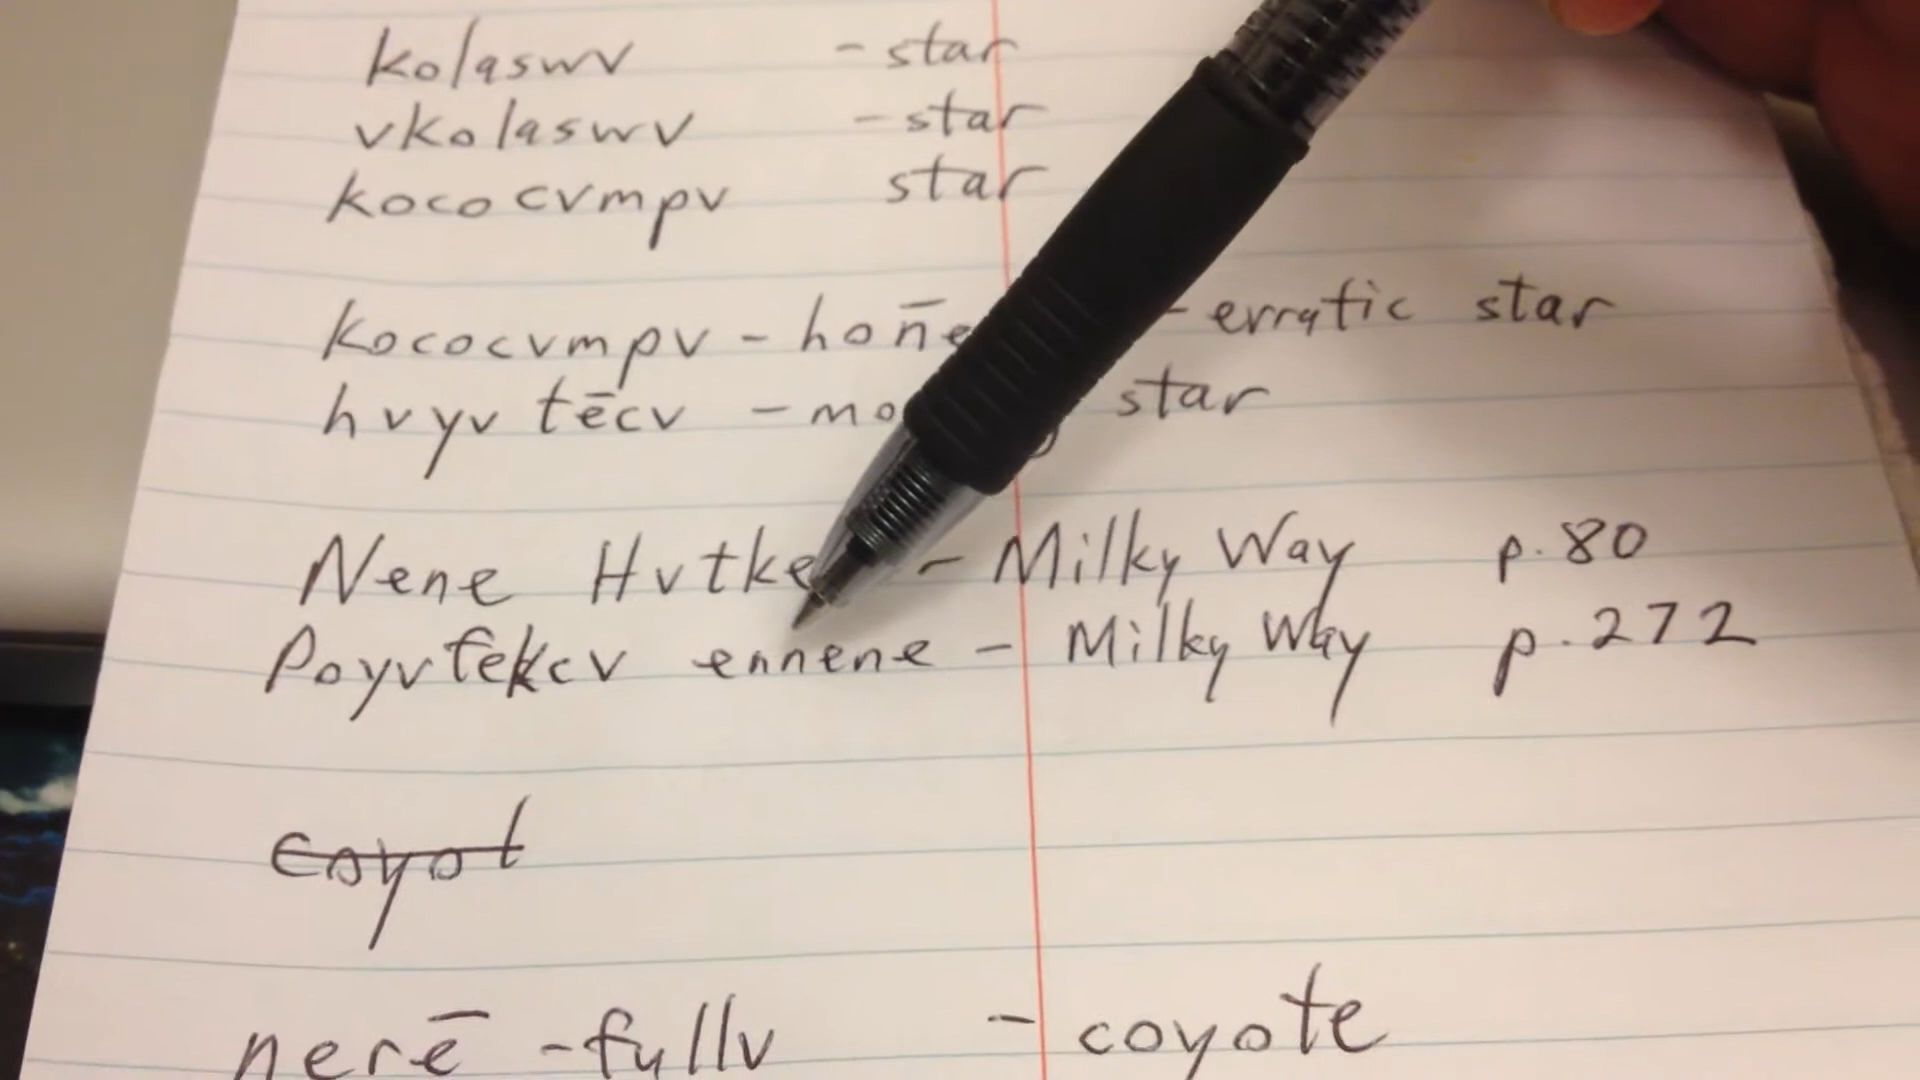 kolaswv - star
vkolaswv - star
kococvmpv star
kococvmpv - - erratic star
hvyv tēcv - star
Nene Hvtke - Milky Way p.80
Poyvfekcv ennene - Milky Way p.272
coyot
nerē - fullv - coyote